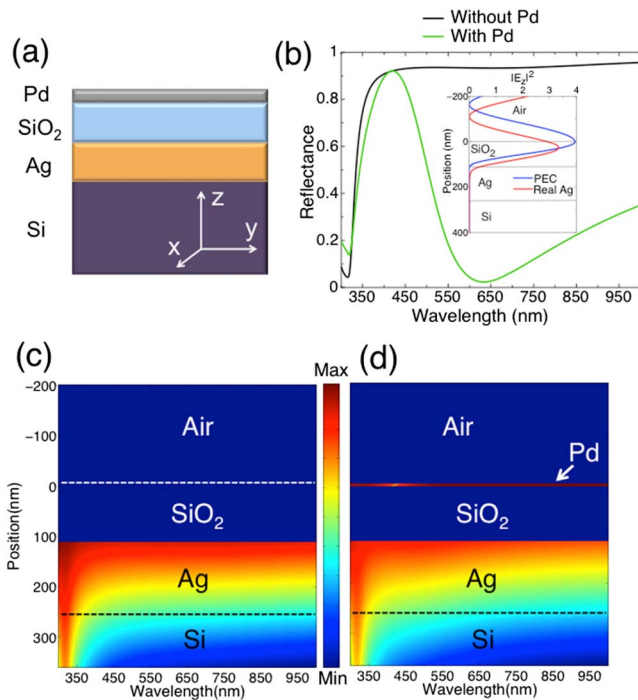 (a)
Pd
SiO2
Ag
Si
z
y
x
(b)
Without Pd
With Pd
Reflectance
1
0.8
0.6
0.4
0.2
0
350 450 550 650 750 850 950
Wavelength (nm)
|Ez|²
0 1 2 3 4
Position (nm)
-200
0
200
400
Air
SiO2
Ag
Si
PEC
Real Ag
(c)
Max
Min
Position(nm)
-200
-100
0
100
200
300
Air
SiO2
Ag
Si
350 450 550 650 750 850 950
Wavelength(nm)
(d)
Air
Pd
SiO2
Ag
Si
350 450 550 650 750 850 950
Wavelength(nm)